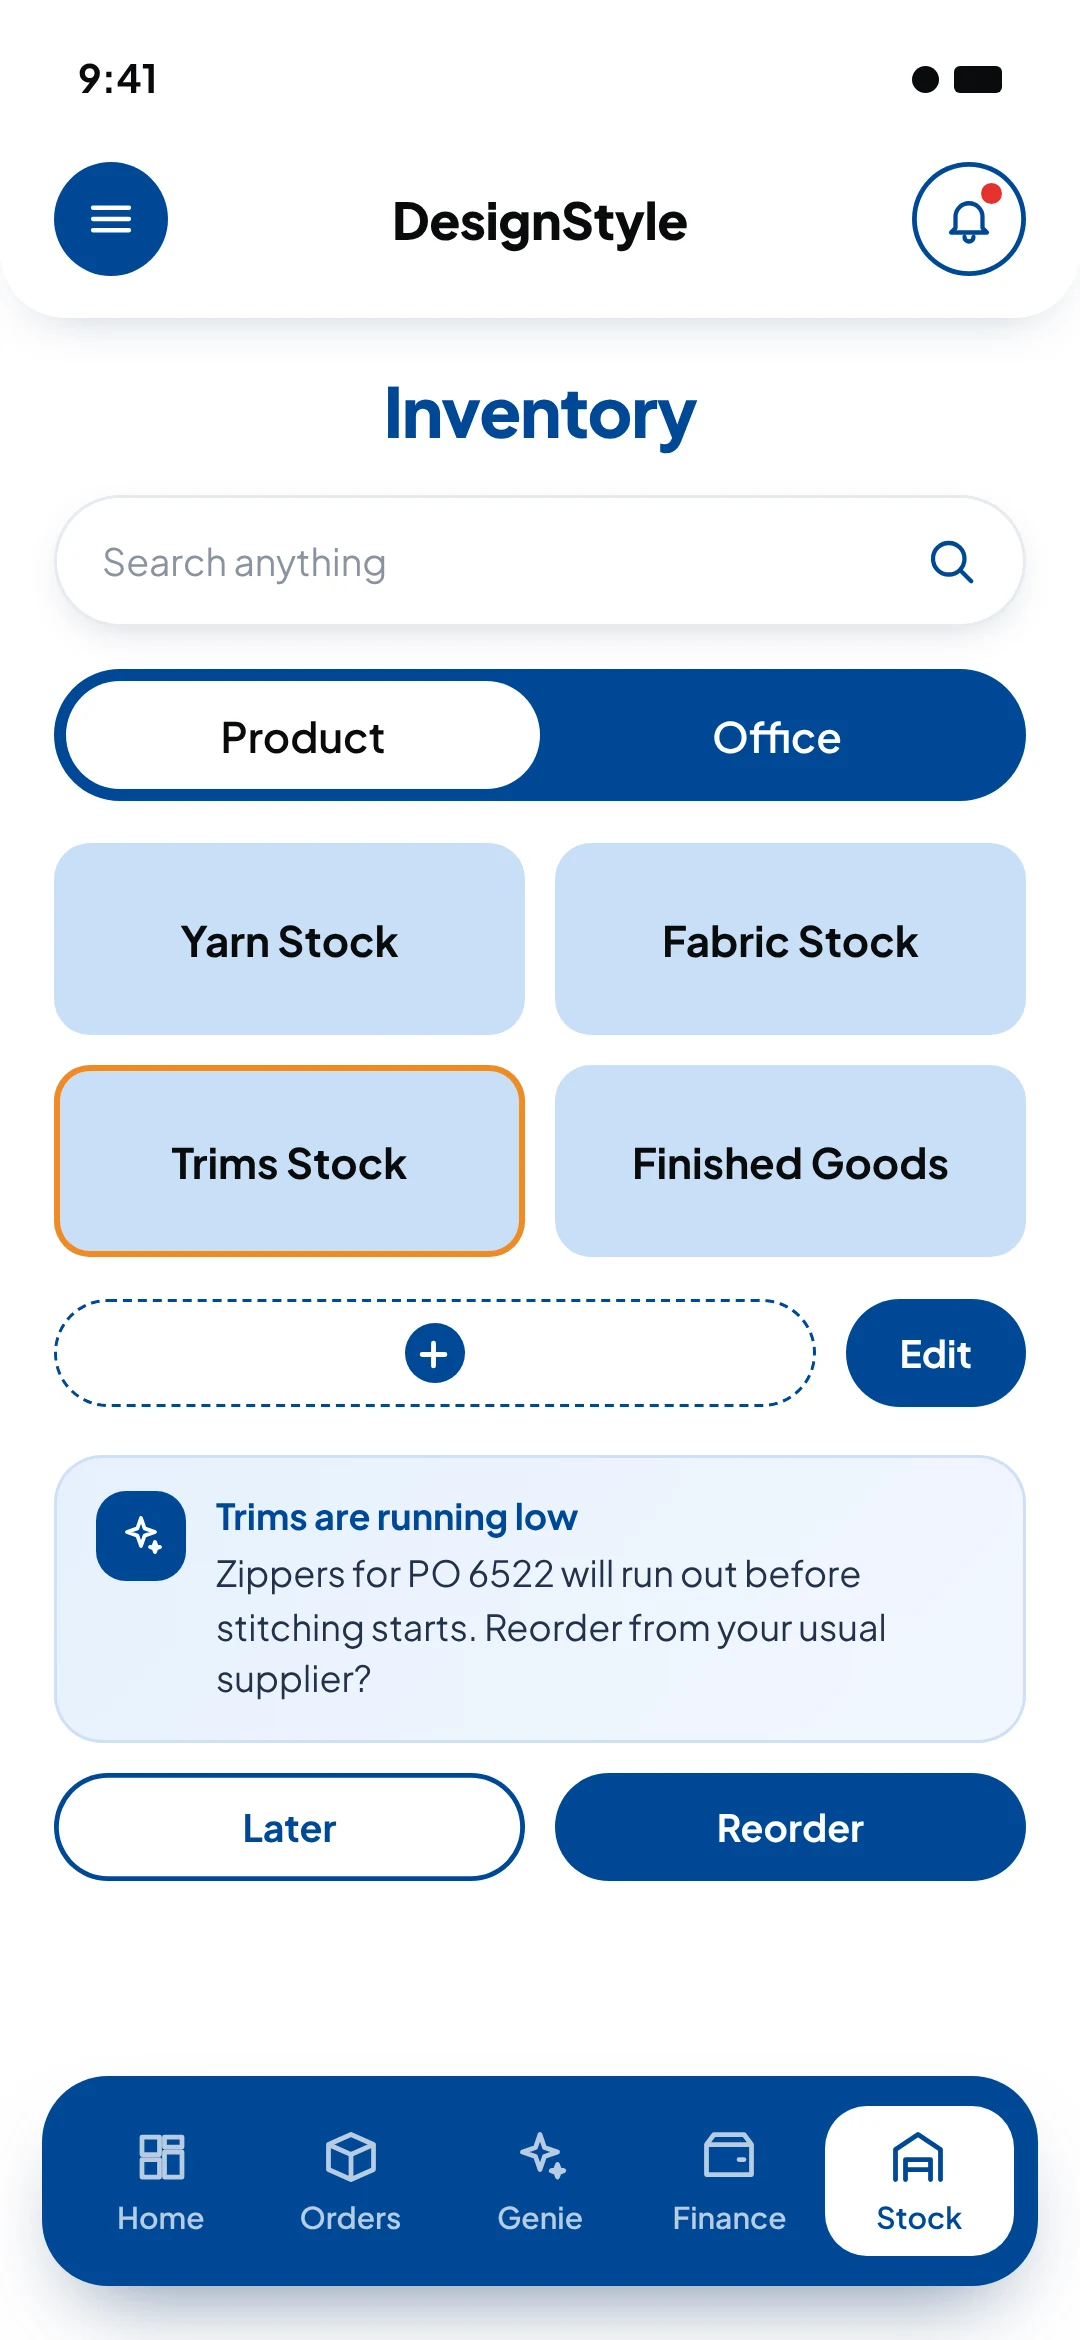 9:41
DesignStyle
Inventory
Search anything
Product
Office
Yarn Stock
Fabric Stock
Trims Stock
Finished Goods
Edit
Trims are running low
Zippers for PO 6522 will run out before
stitching starts. Reorder from your usual
supplier?
Later
Reorder
Home
Orders
Genie
Finance
Stock